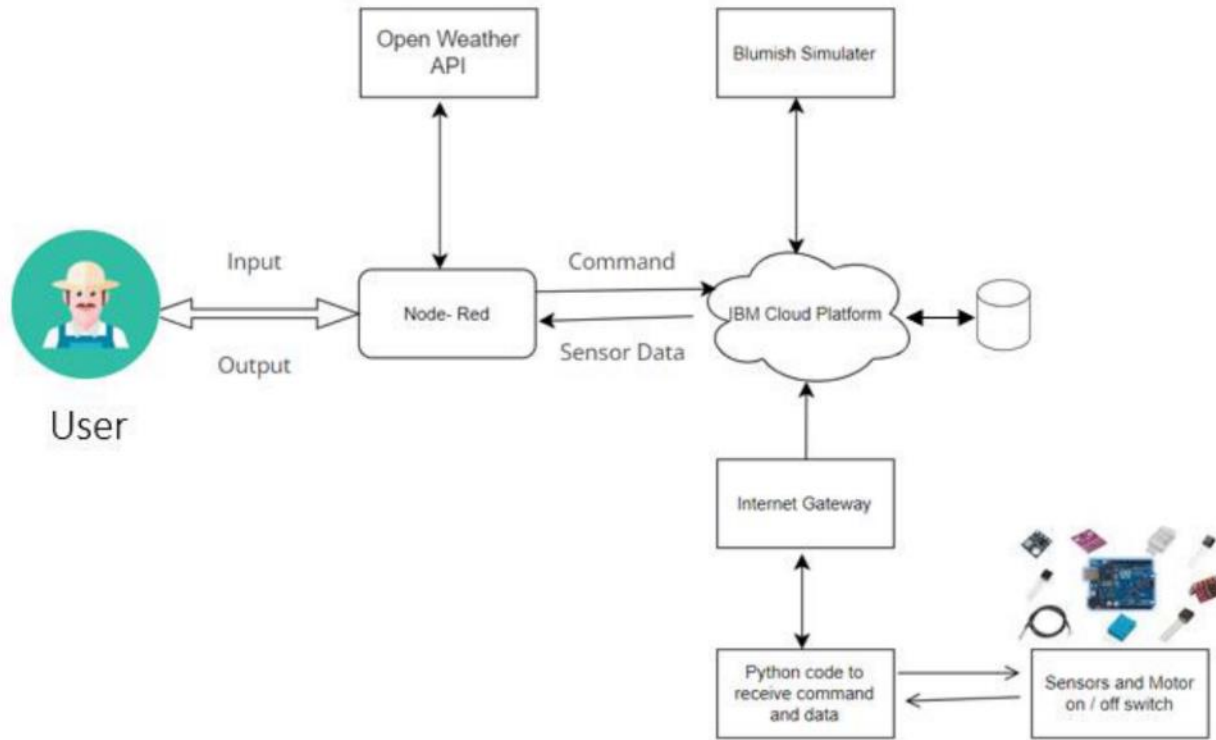 Open Weather
API
Blumish Simulater
Input
Command
Node- Red
IBM Cloud Platform
Output
Sensor Data
User
Internet Gateway
Python code to
receive command
and data
Sensors and Motor
on / off switch